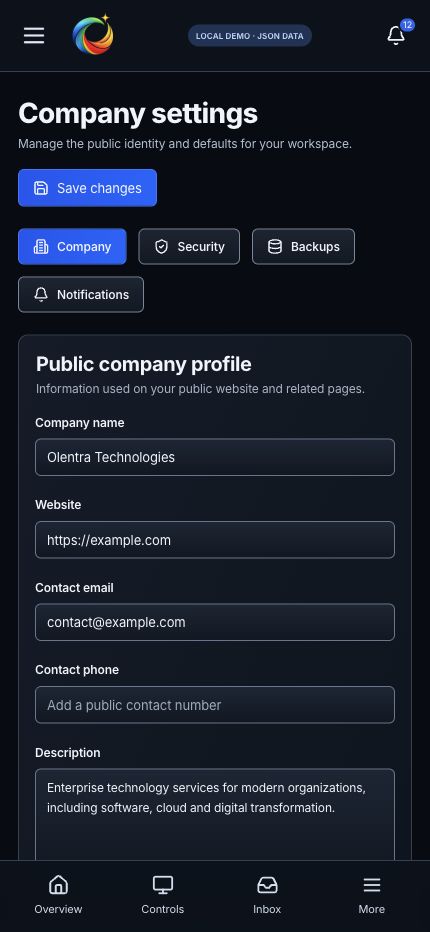 LOCAL DEMO · JSON DATA
12
Company settings
Manage the public identity and defaults for your workspace.
Save changes
Company
Security
Backups
Notifications
Public company profile
Information used on your public website and related pages.
Company name
Olentra Technologies
Website
https://example.com
Contact email
contact@example.com
Contact phone
Add a public contact number
Description
Enterprise technology services for modern organizations,
including software, cloud and digital transformation.
Overview
Controls
Inbox
More